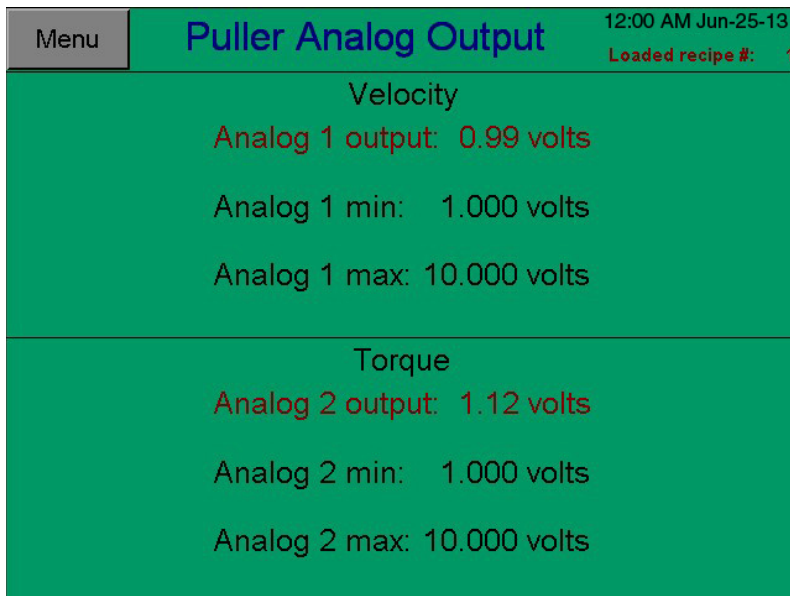 Menu
Puller Analog Output
12:00 AM Jun-25-13
Loaded recipe #:
Velocity
Analog 1 output: 0.99 volts
Analog 1 min: 1.000 volts
Analog 1 max: 10.000 volts
Torque
Analog 2 output: 1.12 volts
Analog 2 min: 1.000 volts
Analog 2 max: 10.000 volts